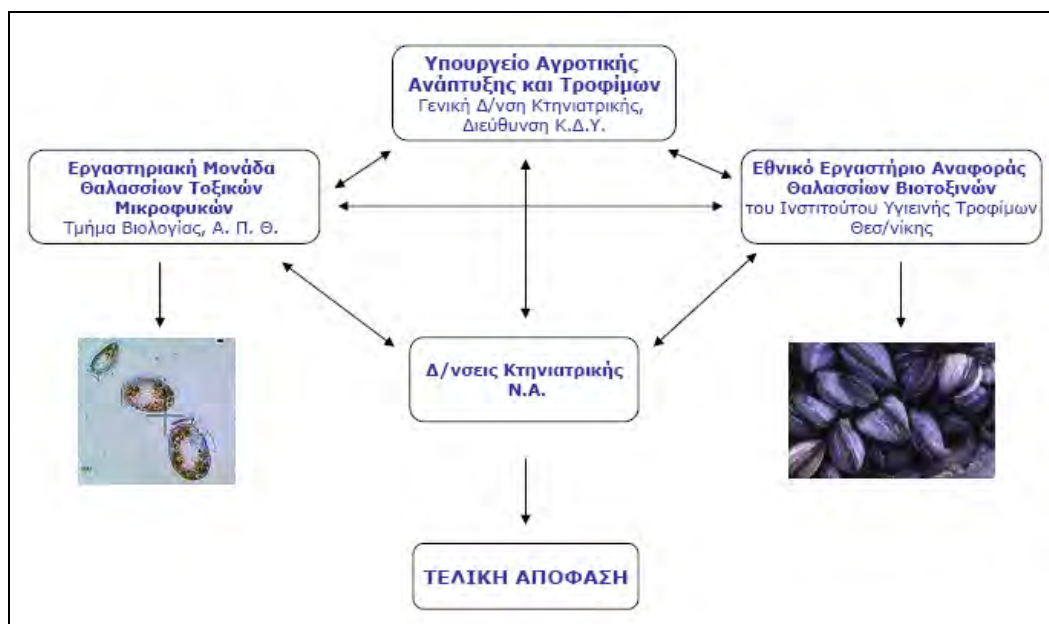 Υπουργείο Αγροτικής
Ανάπτυξης και Τροφίμων
Γενική Δ/νση Κτηνιατρικής,
Διεύθυνση Κ.Δ.Υ.
Εργαστηριακή Μονάδα
Θαλασσίων Τοξικών
Μικροφυκών
Τμήμα Βιολογίας, Α. Π. Θ.
Εθνικό Εργαστήριο Αναφοράς
Θαλασσίων Βιοτοξινών
του Ινστιτούτου Υγιεινής Τροφίμων
Θεσ/νίκης
Δ/νσεις Κτηνιατρικής
Ν.Α.
ΤΕΛΙΚΗ ΑΠΟΦΑΣΗ